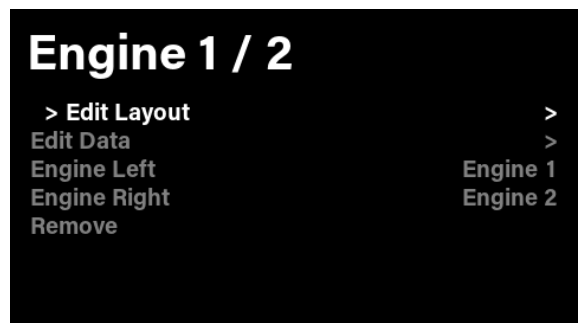 Engine 1 / 2
> Edit Layout >
Edit Data >
Engine Left Engine 1
Engine Right Engine 2
Remove